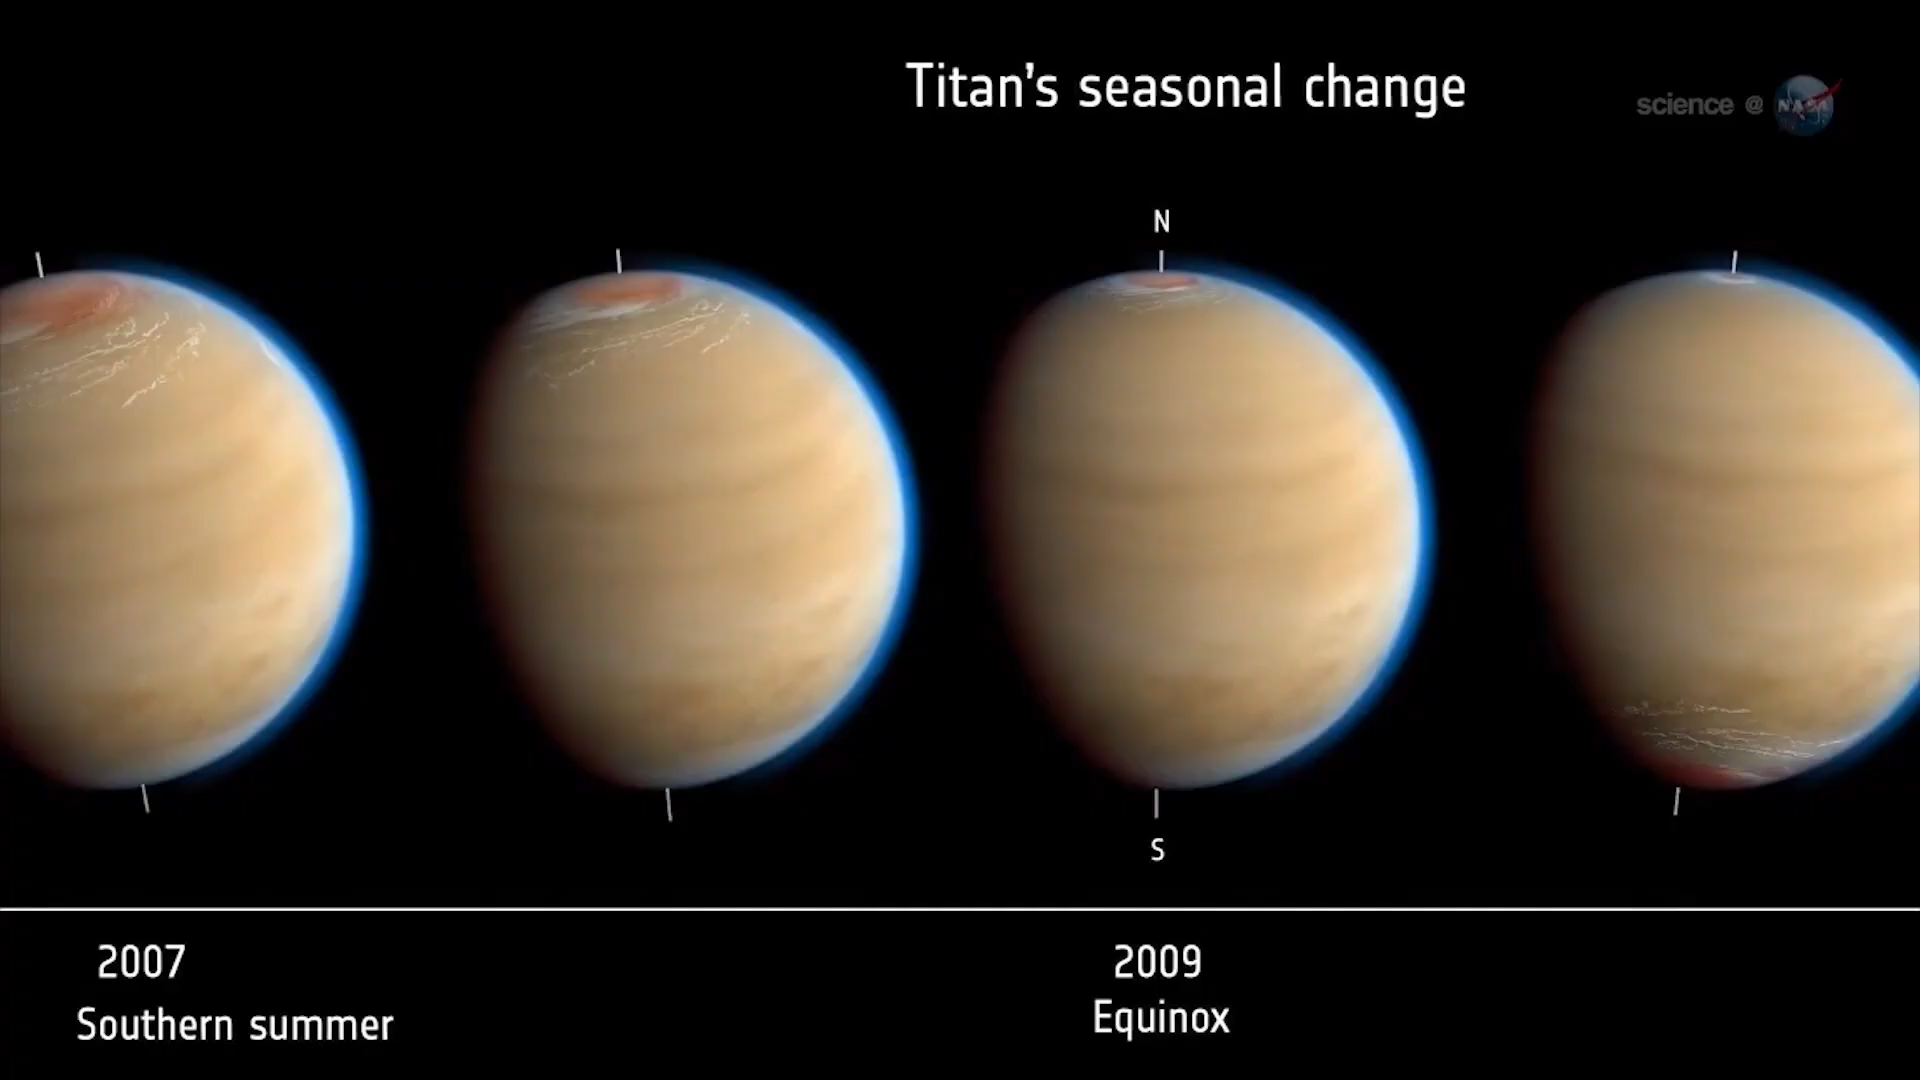 Titan's seasonal change
science @ NASA
N
S
2007
Southern summer
2009
Equinox